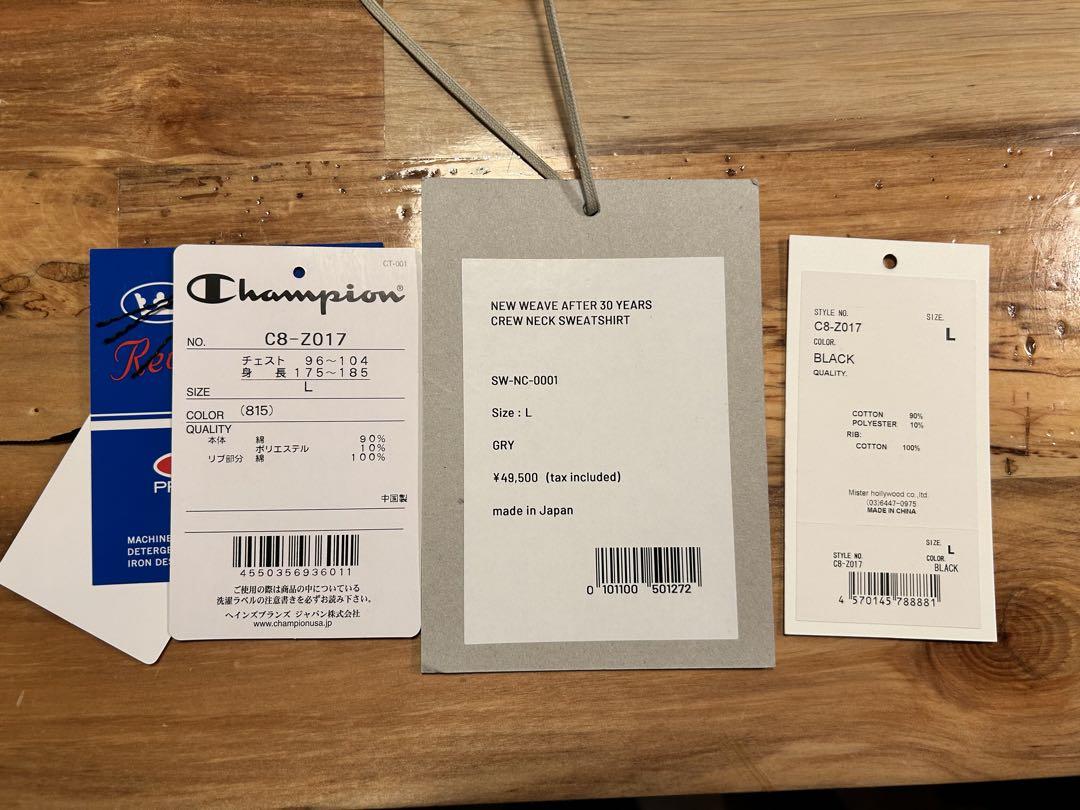 Re
PR
MACHINE
DETERGE
IRON DES
CT-001
Champion®
NO. C8-Z017
チェスト 96～104
身 長 175～185
SIZE L
COLOR (815)
QUALITY
本体 綿 90%
ポリエステル 10%
リブ部分 綿 100%
中国製
4550356936011
ご使用の際は商品の中についている
洗濯ラベルの注意書きを必ずお読み下さい。
ヘインズブランズ ジャパン株式会社
www.championusa.jp
NEW WEAVE AFTER 30 YEARS
CREW NECK SWEATSHIRT
SW-NC-0001
Size : L
GRY
¥49,500 (tax included)
made in Japan
0 101100 501272
STYLE NO. SIZE.
C8-Z017 L
COLOR.
BLACK
QUALITY.
COTTON 90%
POLYESTER 10%
RIB:
COTTON 100%
Mister hollywood co.,ltd.
(03)6447-0975
MADE IN CHINA
SIZE. L
STYLE NO. COLOR.
C8-Z017 BLACK
4 570145 788881